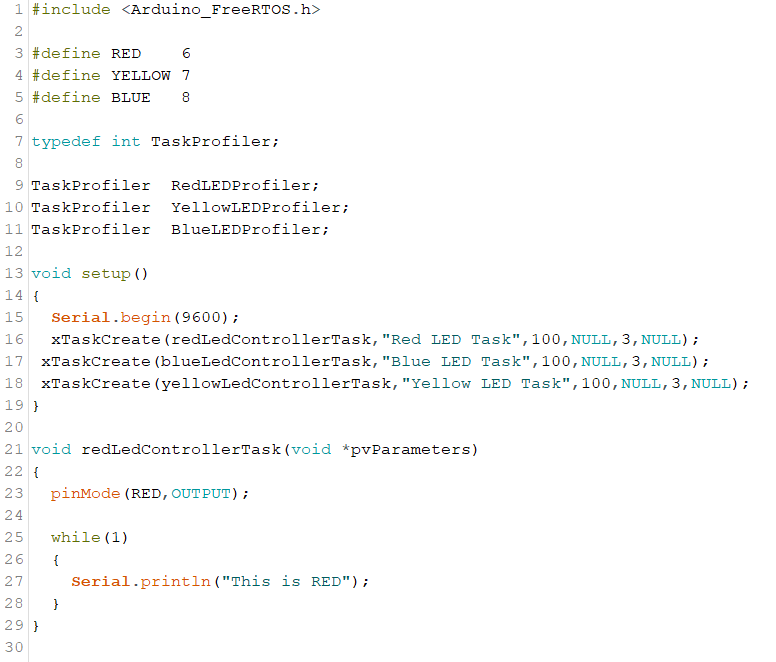 1 #include <Arduino_FreeRTOS.h>
2
3 #define RED    6
4 #define YELLOW 7
5 #define BLUE   8
6
7 typedef int TaskProfiler;
8
9 TaskProfiler  RedLEDProfiler;
10 TaskProfiler  YellowLEDProfiler;
11 TaskProfiler  BlueLEDProfiler;
12
13 void setup()
14 {
15   Serial.begin(9600);
16   xTaskCreate(redLedControllerTask,"Red LED Task",100,NULL,3,NULL);
17  xTaskCreate(blueLedControllerTask,"Blue LED Task",100,NULL,3,NULL);
18  xTaskCreate(yellowLedControllerTask,"Yellow LED Task",100,NULL,3,NULL);
19 }
20
21 void redLedControllerTask(void *pvParameters)
22 {
23   pinMode(RED,OUTPUT);
24
25   while(1)
26   {
27     Serial.println("This is RED");
28   }
29 }
30